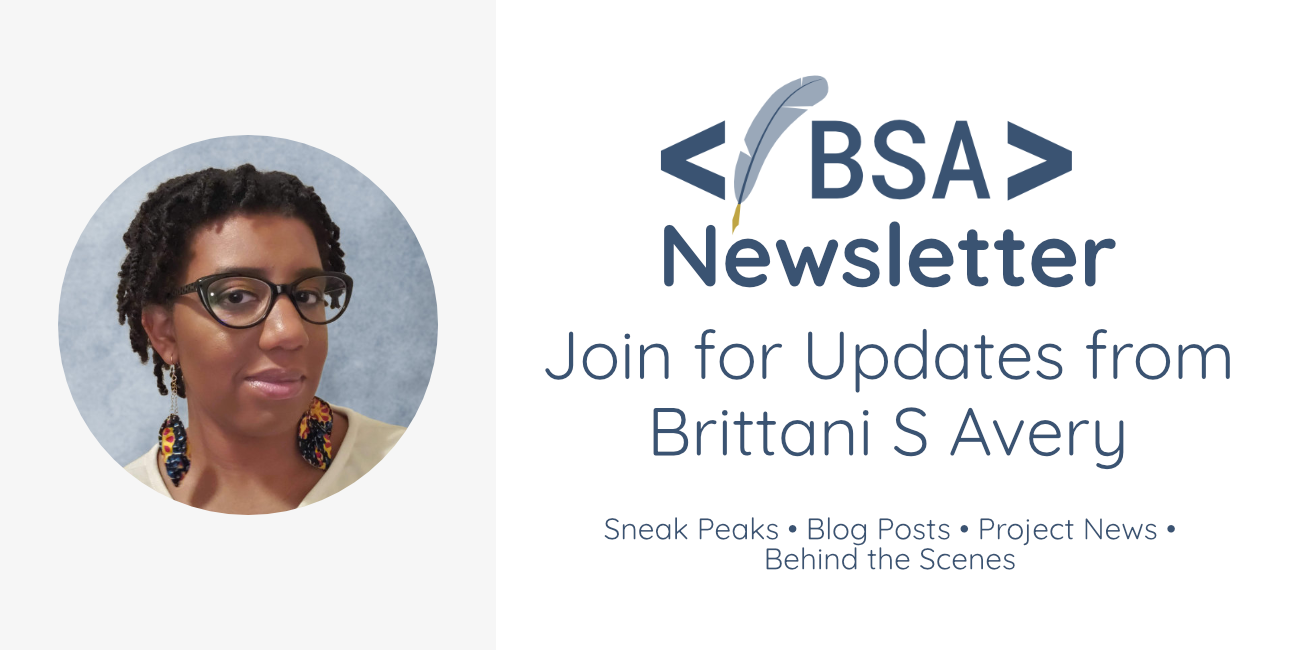 < BSA >
Newsletter
Join for Updates from
Brittani S Avery
Sneak Peaks • Blog Posts • Project News •
Behind the Scenes